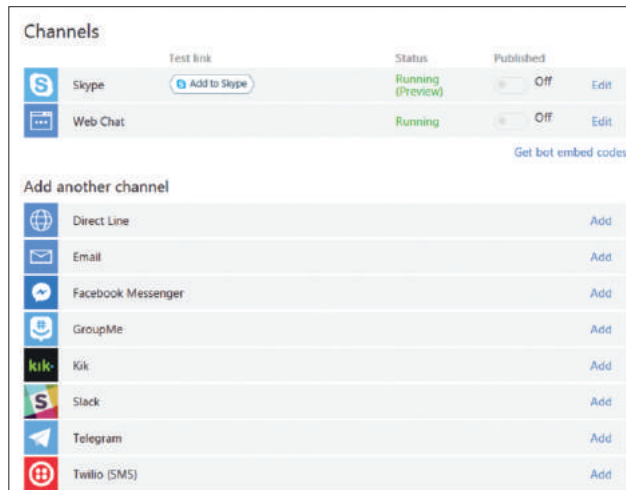 Channels
Test link Status Published
Skype Add to Skype Running (Preview) Off Edit
Web Chat Running Off Edit
Get bot embed codes
Add another channel
Direct Line Add
Email Add
Facebook Messenger Add
GroupMe Add
kik· Kik Add
S Slack Add
Telegram Add
Twilio (SMS) Add